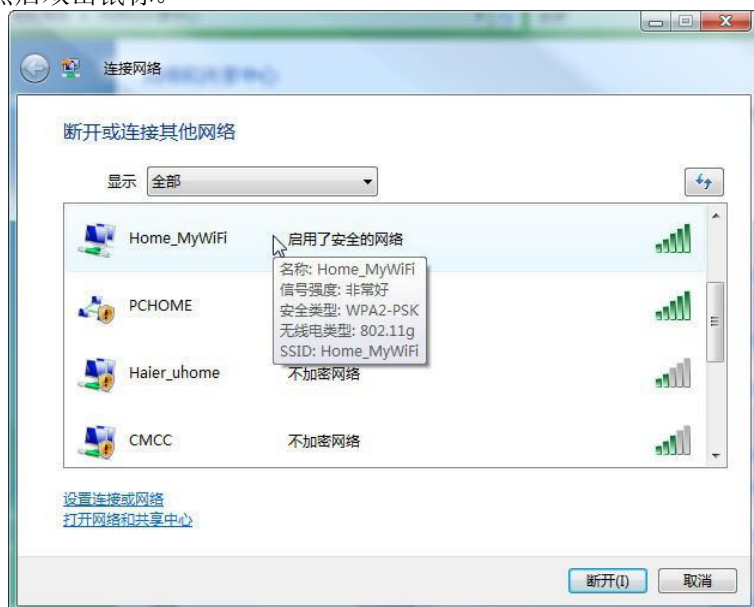 然后双击鼠标。
连接网络
断开或连接其他网络
显示 全部
Home_MyWiFi 启用了安全的网络
名称: Home_MyWiFi
信号强度: 非常好
PCHOME
安全类型: WPA2-PSK
无线电类型: 802.11g
SSID: Home_MyWiFi
Haier_uhome 不加密网络
CMCC 不加密网络
设置连接或网络
打开网络和共享中心
断开(I) 取消